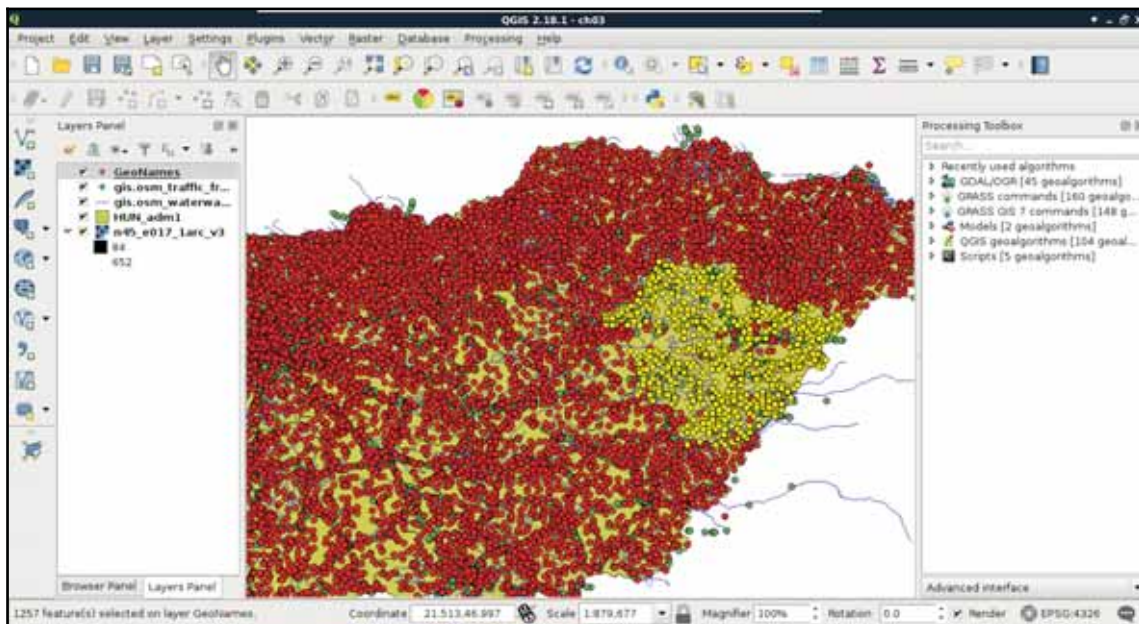 QGIS 2.18.1 - ch03
Project Edit View Layer Settings Plugins Vector Raster Database Processing Help
Layers Panel
GeoNames
gis.osm_traffic_fr...
gis.osm_waterwa...
HUN_adm1
n45_e017_1arc_v3
84
652
Browser Panel Layers Panel
Processing Toolbox
Search...
Recently used algorithms
GDAL/OGR [45 geoalgorithms]
GRASS commands [160 geoalgo...
GRASS GIS 7 commands [148 g...
Models [2 geoalgorithms]
QGIS geoalgorithms [104 geoal...
Scripts [5 geoalgorithms]
Advanced interface
1257 feature(s) selected on layer GeoNames. Coordinate 21.513,46.997 Scale 1:879,677 Magnifier 100% Rotation 0.0 Render EPSG:4326